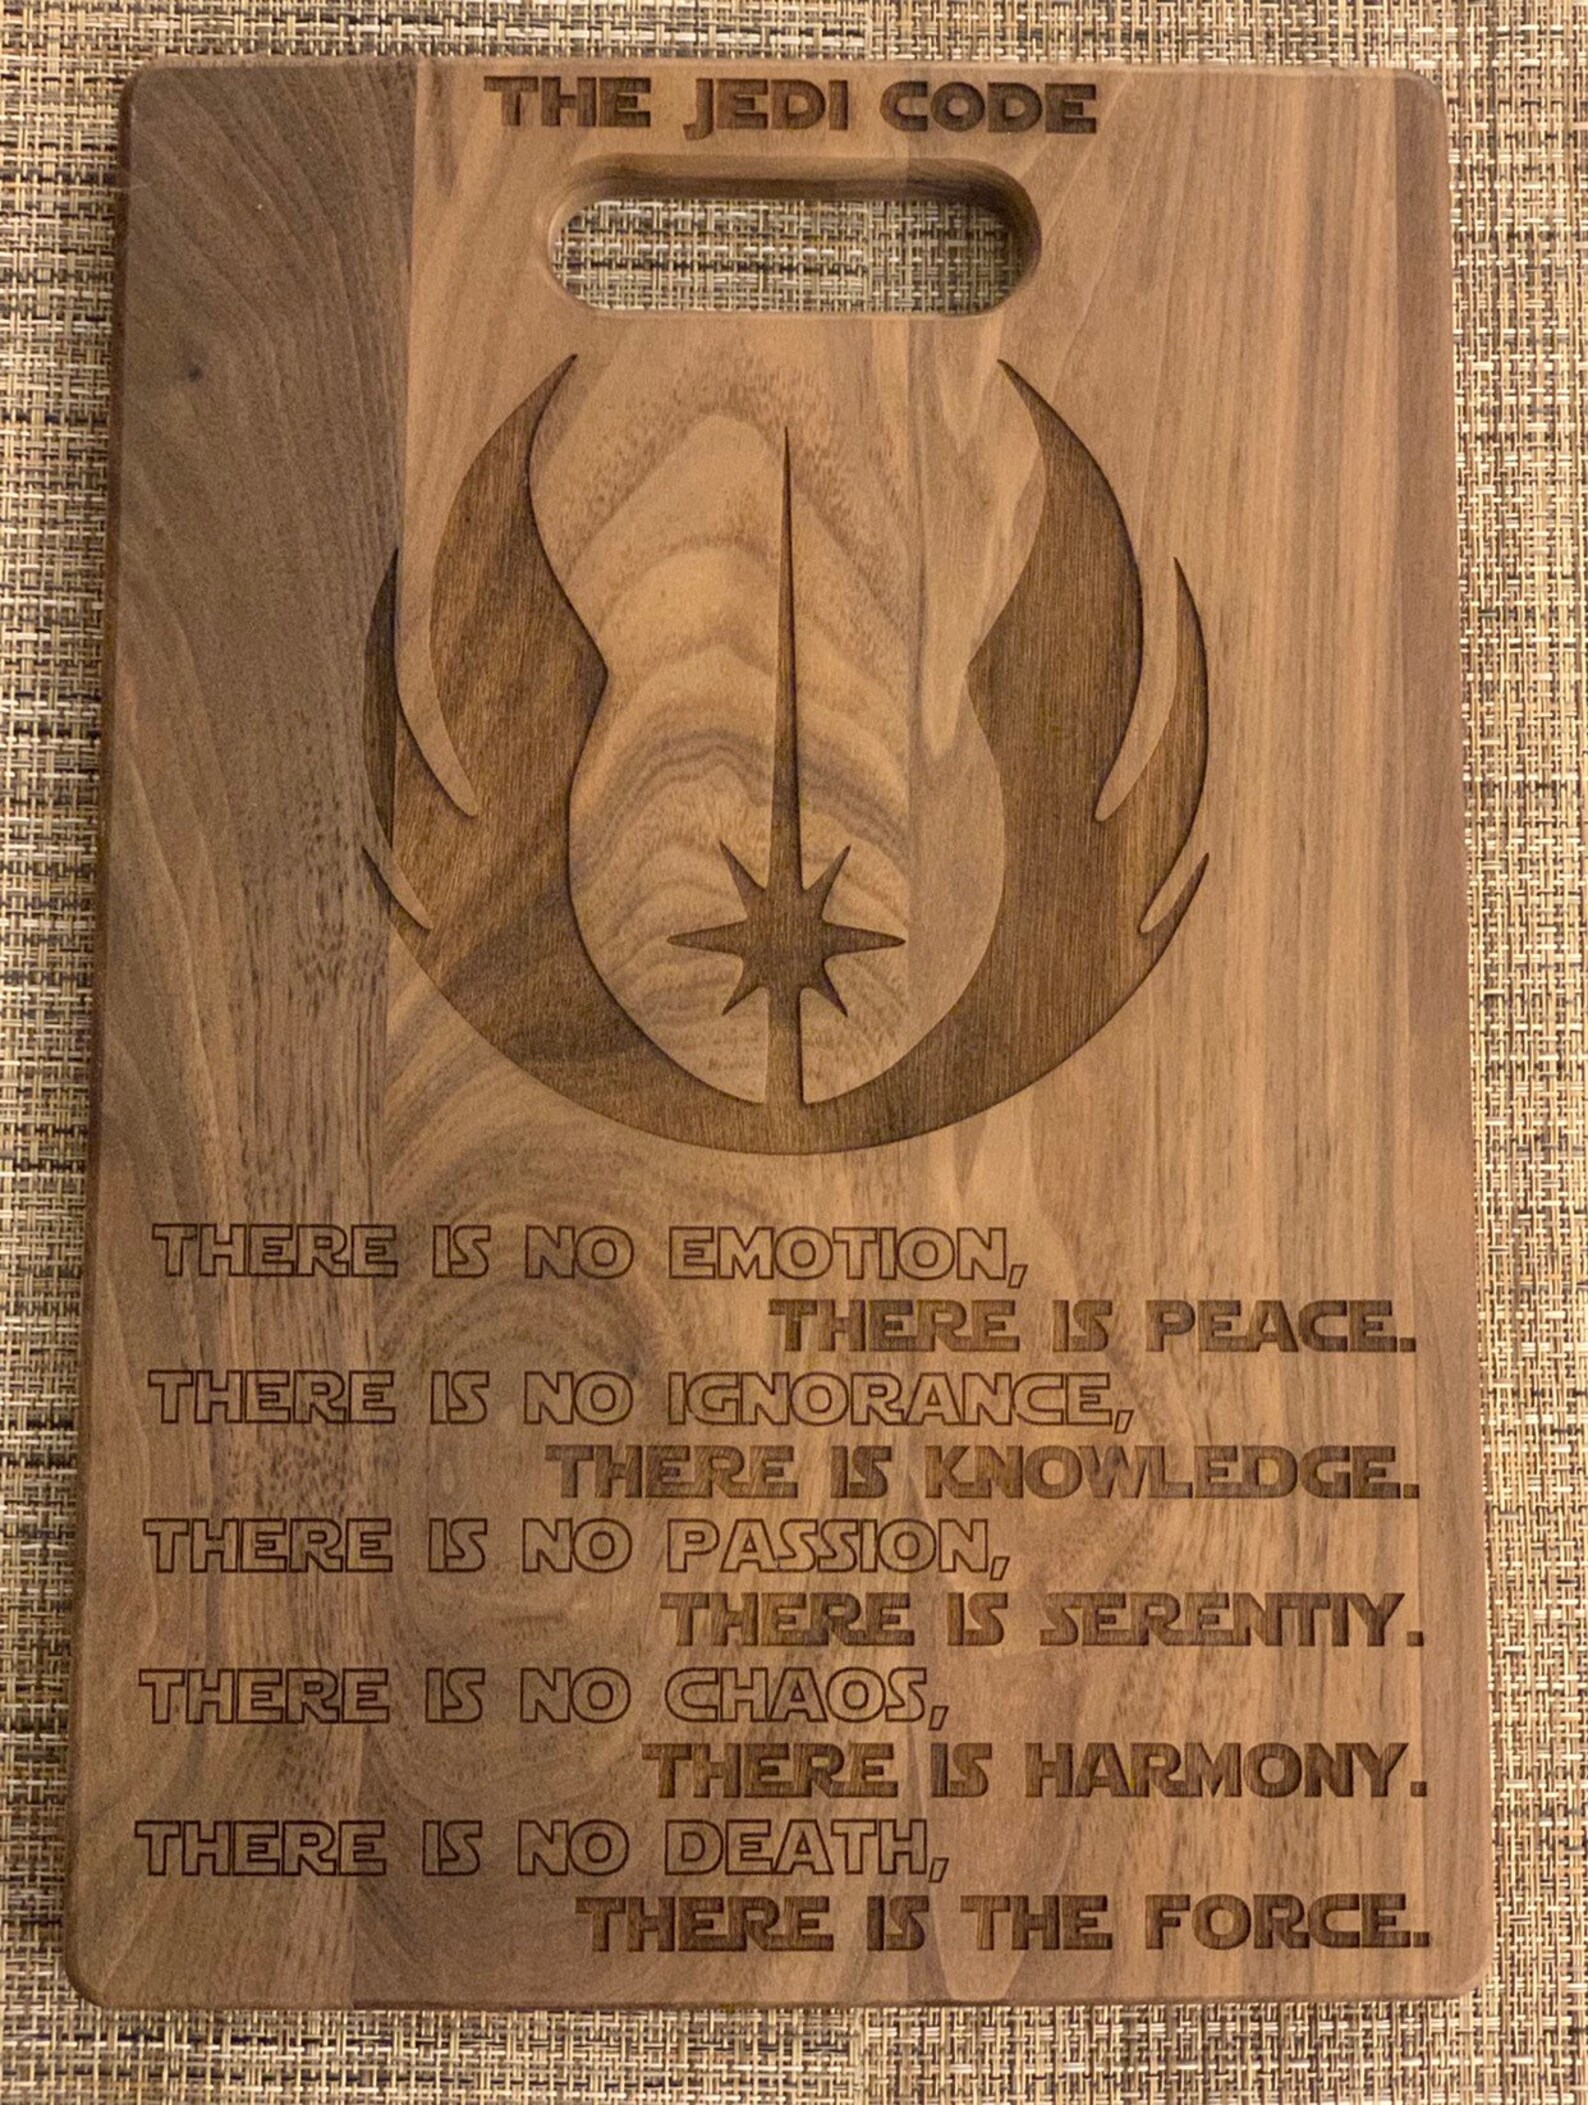 THE JEDI CODE
THERE IS NO EMOTION,
THERE IS PEACE.
THERE IS NO IGNORANCE,
THERE IS KNOWLEDGE.
THERE IS NO PASSION,
THERE IS SERENTIY.
THERE IS NO CHAOS,
THERE IS HARMONY.
THERE IS NO DEATH,
THERE IS THE FORCE.